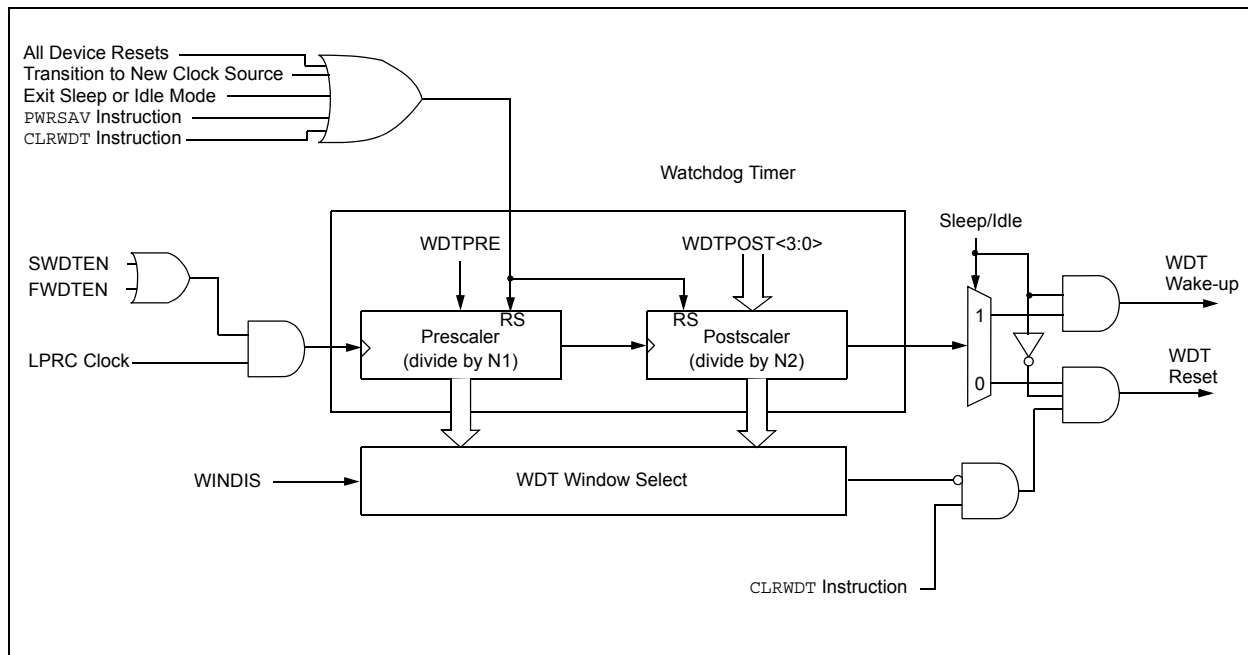 All Device Resets
Transition to New Clock Source
Exit Sleep or Idle Mode
PWRSAV Instruction
CLRWDT Instruction
Watchdog Timer
Sleep/Idle
WDTPRE
WDTPOST<3:0>
SWDTEN
FWDTEN
WDT
Wake-up
RS
RS
1
Prescaler
(divide by N1)
Postscaler
(divide by N2)
LPRC Clock
WDT
Reset
0
WINDIS
WDT Window Select
CLRWDT Instruction